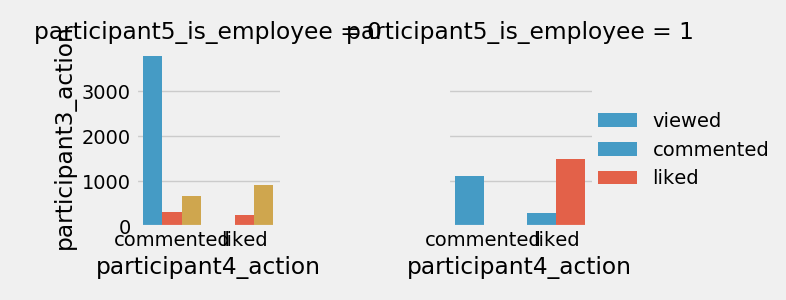 participant5_is_employee = 0
participant5_is_employee = 1
participant3_action
3000
2000
1000
0
commented
liked
commented
liked
participant4_action
participant4_action
viewed
commented
liked